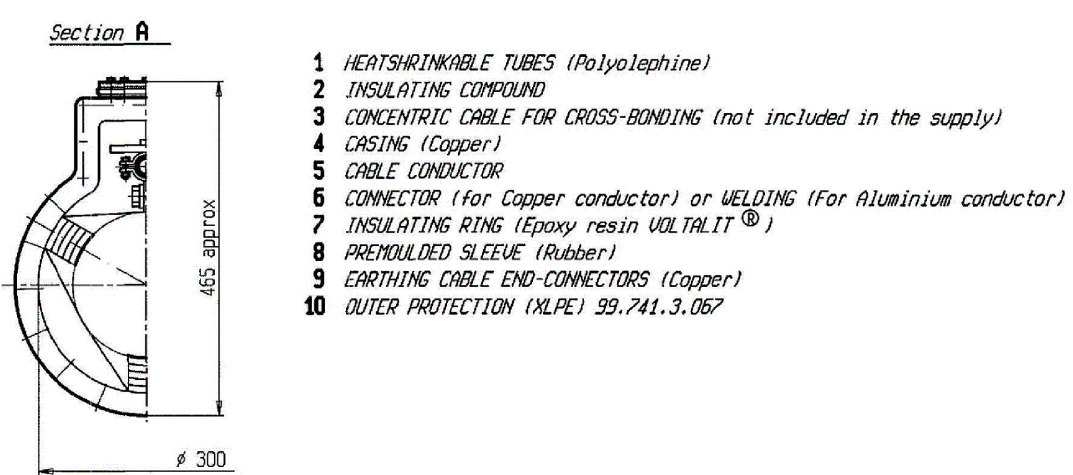 Section A
1 HEATSHRINKABLE TUBES (Polyolephine)
2 INSULATING COMPOUND
3 CONCENTRIC CABLE FOR CROSS-BONDING (not included in the supply)
4 CASING (Copper)
5 CABLE CONDUCTOR
6 CONNECTOR (for Copper conductor) or WELDING (For Aluminium conductor)
7 INSULATING RING (Epoxy resin VOLTALIT ® )
8 PREMOULDED SLEEVE (Rubber)
9 EARTHING CABLE END-CONNECTORS (Copper)
10 OUTER PROTECTION (XLPE) 99.741.3.067
465 approx
ø 300